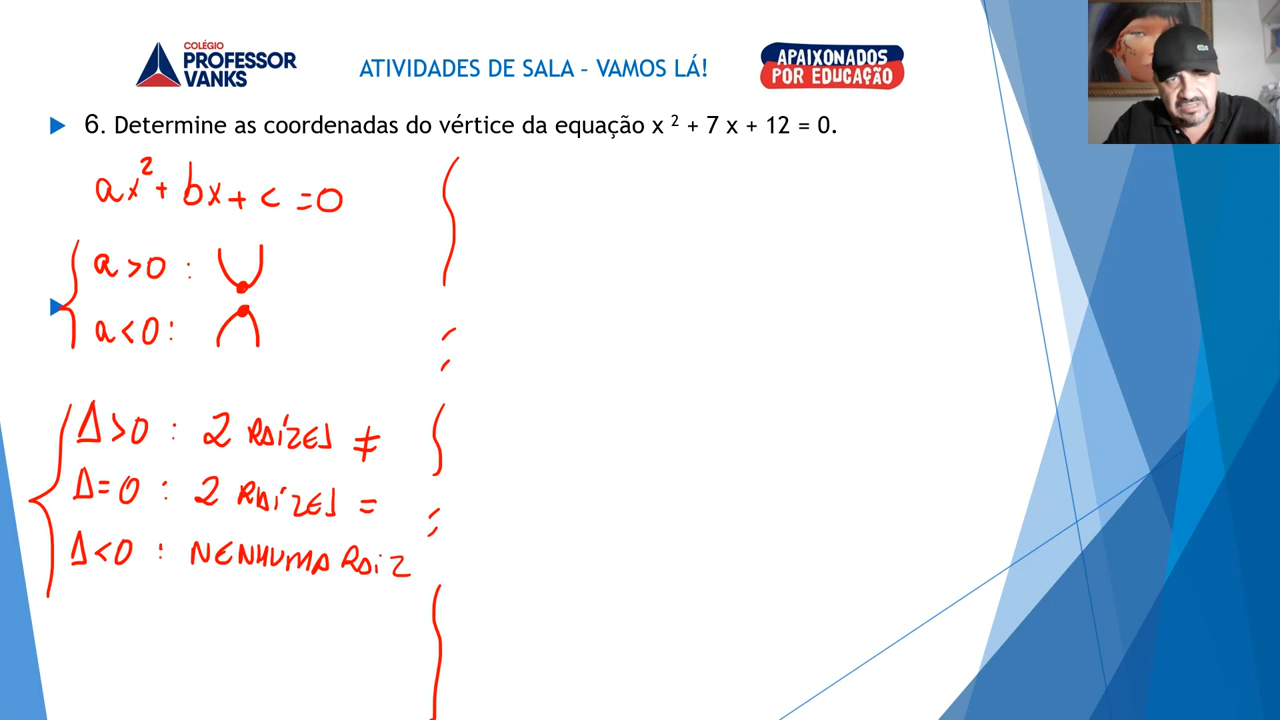 COLÉGIO
PROFESSOR
VANKS
ATIVIDADES DE SALA – VAMOS LÁ!
APAIXONADOS
POR EDUCAÇÃO
6. Determine as coordenadas do vértice da equação x ² + 7 x + 12 = 0.
ax² + bx + c = 0
a > 0 :
a < 0 :
Δ > 0 : 2 RAÍZES ≠
Δ = 0 : 2 RAÍZES =
Δ < 0 : NENHUMA RAIZ